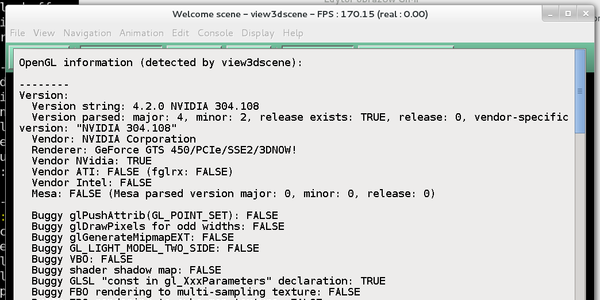 Welcome scene - view3dscene - FPS : 170.15 (real : 0.00)
File View Navigation Animation Edit Console Display Help
OpenGL information (detected by view3dscene):
--------
Version:
Version string: 4.2.0 NVIDIA 304.108
Version parsed: major: 4, minor: 2, release exists: TRUE, release: 0, vendor-specific
version: "NVIDIA 304.108"
Vendor: NVIDIA Corporation
Renderer: GeForce GTS 450/PCIe/SSE2/3DNOW!
Vendor NVidia: TRUE
Vendor ATI: FALSE (fglrx: FALSE)
Vendor Intel: FALSE
Mesa: FALSE (Mesa parsed version major: 0, minor: 0, release: 0)
Buggy glPushAttrib(GL_POINT_SET): FALSE
Buggy glDrawPixels for odd widths: FALSE
Buggy glGenerateMipmapEXT: FALSE
Buggy GL_LIGHT_MODEL_TWO_SIDE: FALSE
Buggy VBO: FALSE
Buggy shader shadow map: FALSE
Buggy GLSL "const in gl_XxxParameters" declaration: TRUE
Buggy FBO rendering to multi-sampling texture: FALSE